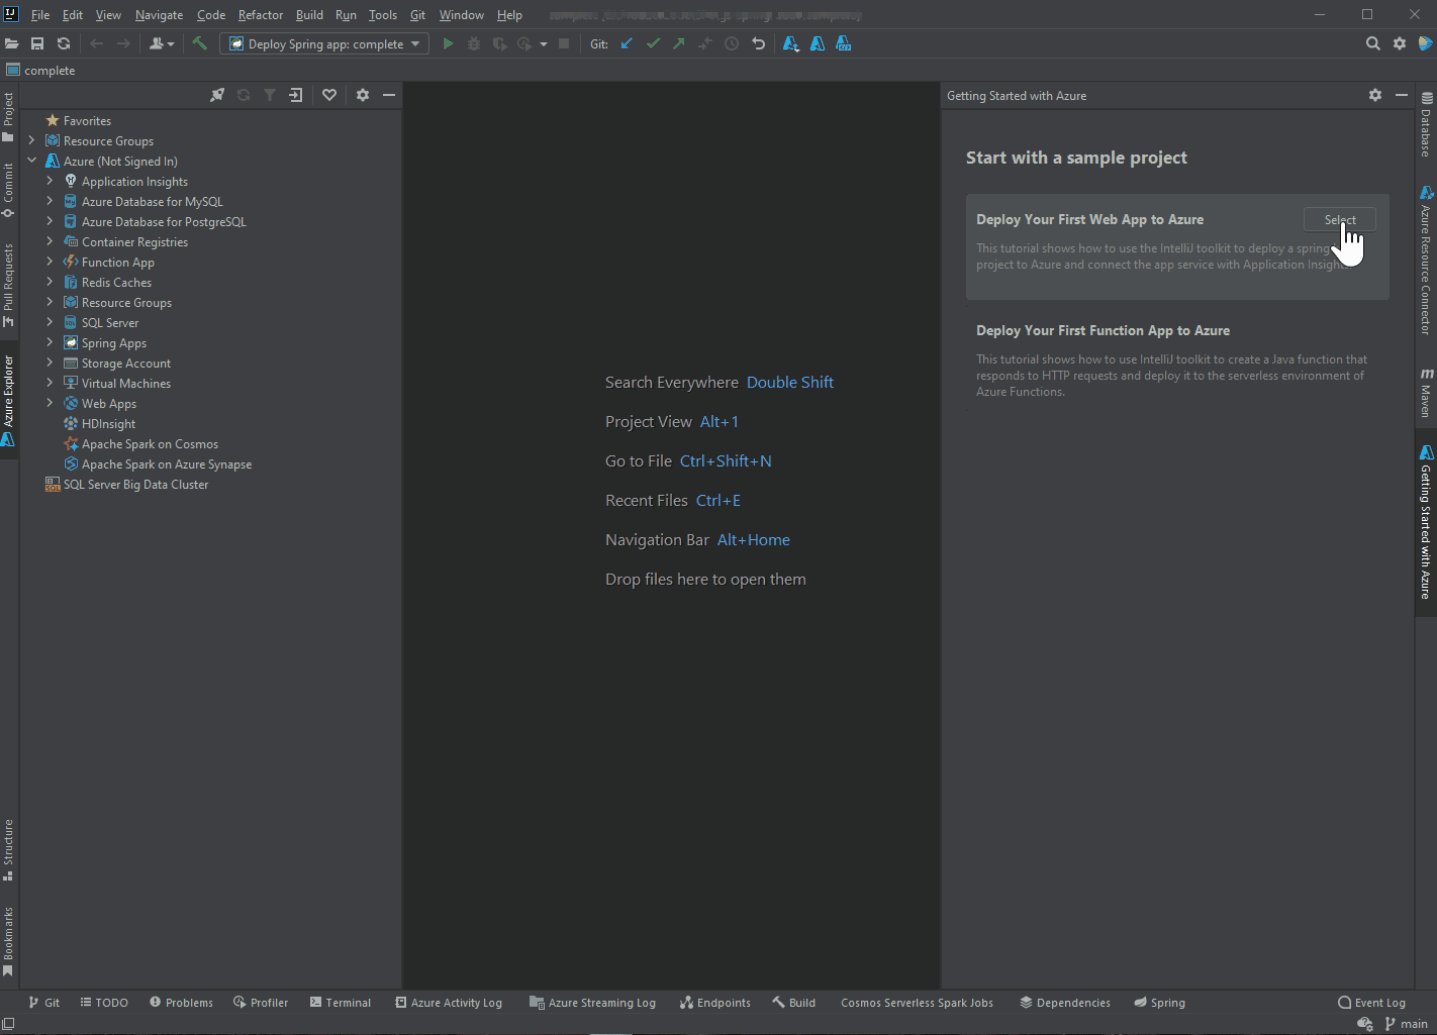 IJ File Edit View Navigate Code Refactor Build Run Tools Git Window Help
Deploy Spring app: complete Git:
complete
Project
Commit
Pull Requests
Azure Explorer
Structure
Bookmarks
Favorites
Resource Groups
Azure (Not Signed In)
Application Insights
Azure Database for MySQL
Azure Database for PostgreSQL
Container Registries
Function App
Redis Caches
Resource Groups
SQL Server
Spring Apps
Storage Account
Virtual Machines
Web Apps
HDInsight
Apache Spark on Cosmos
Apache Spark on Azure Synapse
SQL Server Big Data Cluster
Search Everywhere Double Shift
Project View Alt+1
Go to File Ctrl+Shift+N
Recent Files Ctrl+E
Navigation Bar Alt+Home
Drop files here to open them
Getting Started with Azure
Start with a sample project
Deploy Your First Web App to Azure Select
This tutorial shows how to use the IntelliJ toolkit to deploy a spring
project to Azure and connect the app service with Application Insights
Deploy Your First Function App to Azure
This tutorial shows how to use IntelliJ toolkit to create a Java function that
responds to HTTP requests and deploy it to the serverless environment of
Azure Functions.
Database
Azure Resource Connector
m Maven
Getting Started with Azure
Git TODO Problems Profiler Terminal Azure Activity Log Azure Streaming Log Endpoints Build Cosmos Serverless Spark Jobs Dependencies Spring Event Log
main